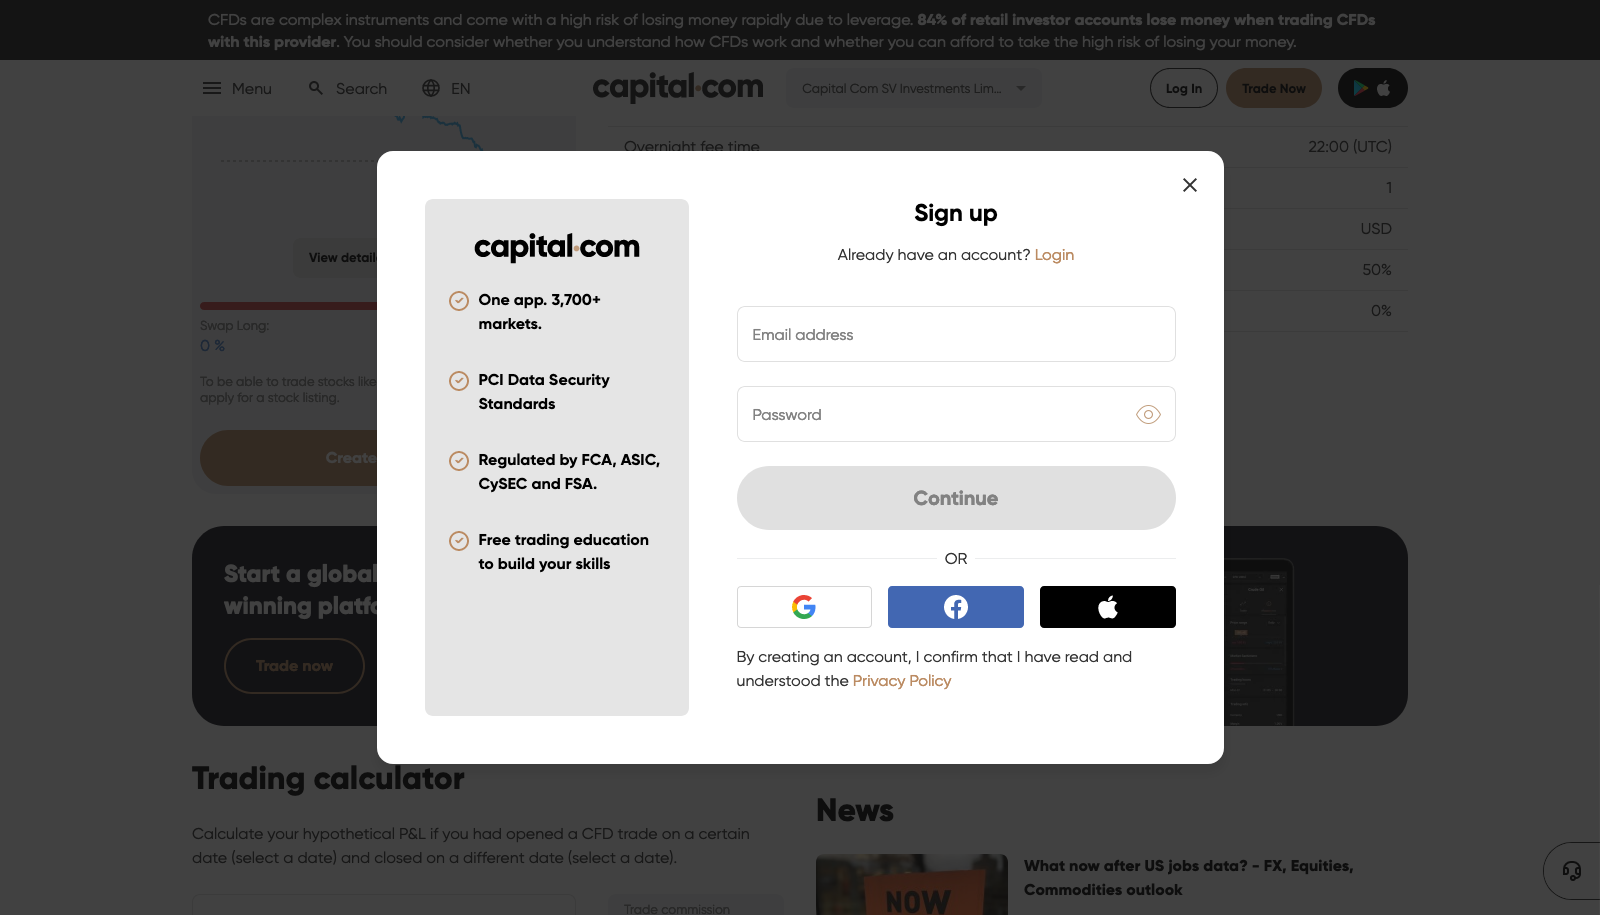 CFDs are complex instruments and come with a high risk of losing money rapidly due to leverage. 84% of retail investor accounts lose money when trading CFDs
with this provider. You should consider whether you understand how CFDs work and whether you can afford to take the high risk of losing your money.
Menu
Search
EN
capital.com
Capital Com SV Investments Lim...
Log In
Trade Now
Overnight fee time
22:00 (UTC)
1
USD
50%
0%
View detaile
Swap Long:
0 %
To be able to trade stocks like
apply for a stock listing.
Create
Start a global
winning platfo
Trade now
capital.com
One app. 3,700+
markets.
PCI Data Security
Standards
Regulated by FCA, ASIC,
CySEC and FSA.
Free trading education
to build your skills
Sign up
Already have an account? Login
Email address
Password
Continue
OR
By creating an account, I confirm that I have read and
understood the Privacy Policy
Trading calculator
Calculate your hypothetical P&L if you had opened a CFD trade on a certain
date (select a date) and closed on a different date (select a date).
Trade commission
News
NOW
What now after US jobs data? - FX, Equities,
Commodities outlook